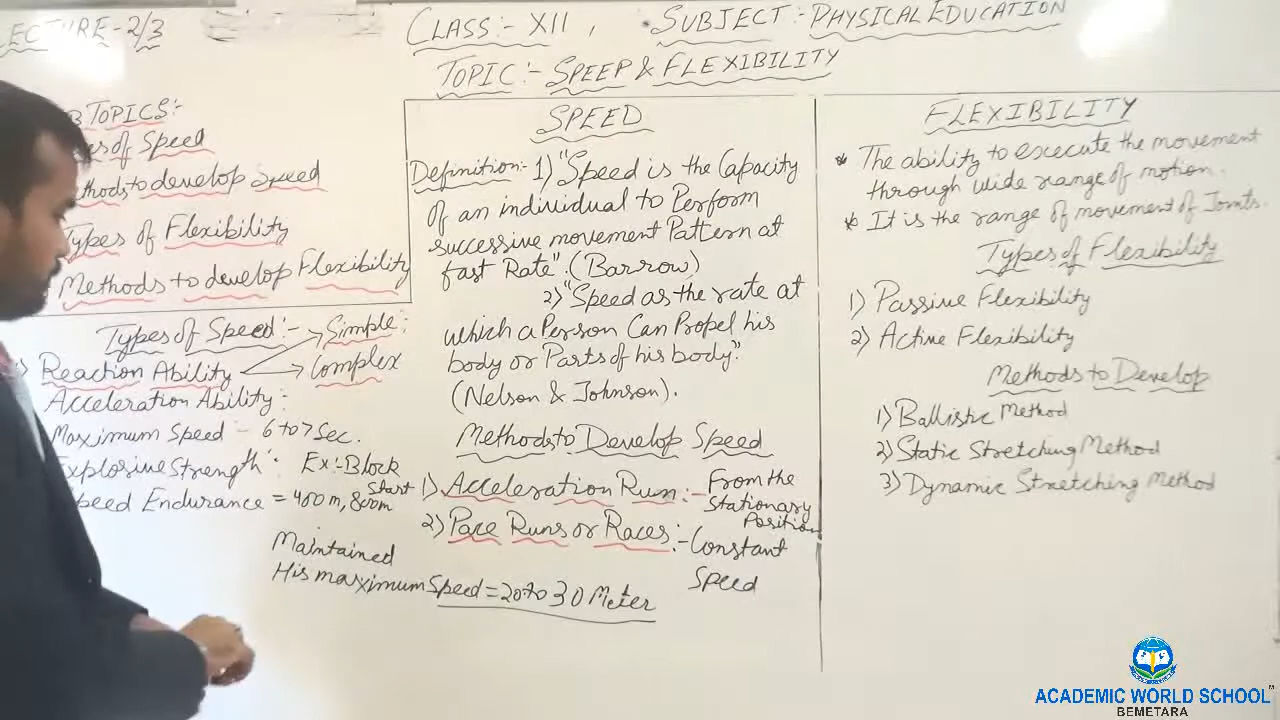 ECTURE-2/3
CLASS:- XII, SUBJECT:- PHYSICAL EDUCATION
TOPIC:- SPEEP & FLEXIBILITY
B TOPICS:-
es of Speed
thods to develop Speed
Types of Flexibility
Methods to develop Flexibility
Types of Speed:-
Simple:
1) Reaction Ability
Complex
Acceleration Ability:-
Maximum Speed - 6 to 7 Sec.
Explosive Strength: Ex:- Block Start
peed Endurance = 400m, 800m
Maintained
His maximum Speed = 20 to 30 Meter
SPEED
Definition:- 1) "Speed is the Capacity
of an individual to Perform
successive movement Pattern at
fast Rate". (Barrow)
2) "Speed as the rate at
which a Person Can Propel his
body or Parts of his body".
(Nelson & Johnson).
Methods to Develop Speed
1) Acceleration Run:- From the
Stationary
Position
2) Pace Runs or Races:- Constant
Speed
FLEXIBILITY
* The ability to execute the movement
through wide range of motion.
* It is the range of movement of Joints.
Types of Flexibility
1) Passive Flexibility
2) Active Flexibility
Methods to Develop
1) Ballistic Method
2) Static Stretching Method
3) Dynamic Stretching Method
ACADEMIC WORLD SCHOOL
BEMETARA